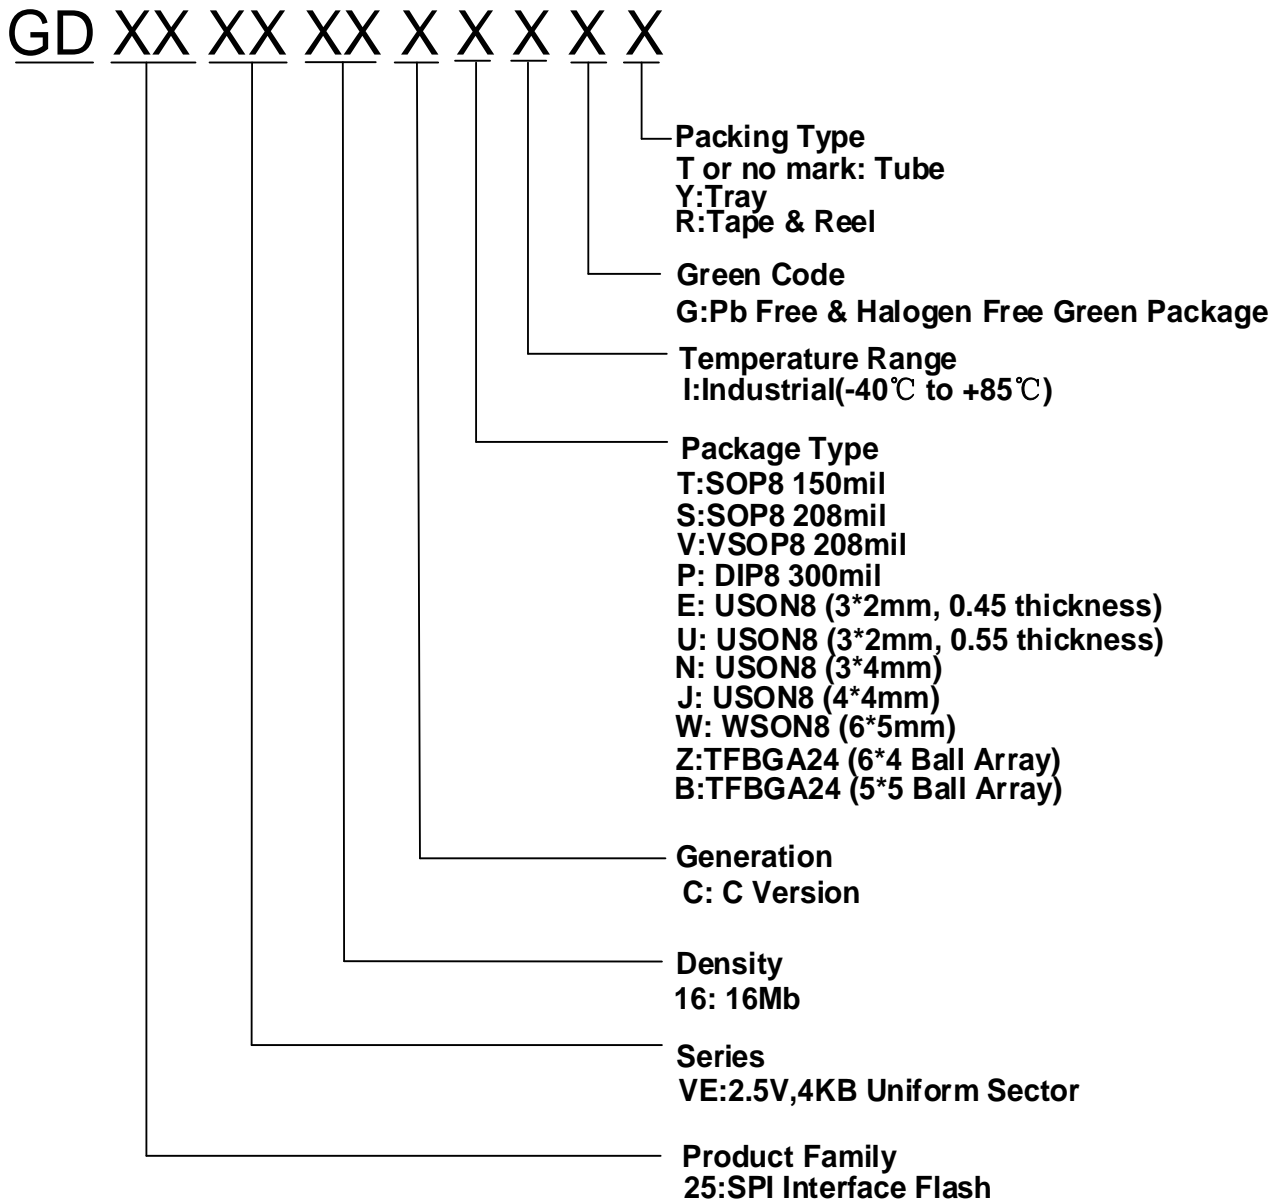 GD XX XX XX X X X X X
Packing Type
T or no mark: Tube
Y:Tray
R:Tape & Reel
Green Code
G:Pb Free & Halogen Free Green Package
Temperature Range
I:Industrial(-40℃ to +85℃)
Package Type
T:SOP8 150mil
S:SOP8 208mil
V:VSOP8 208mil
P: DIP8 300mil
E: USON8 (3*2mm, 0.45 thickness)
U: USON8 (3*2mm, 0.55 thickness)
N: USON8 (3*4mm)
J: USON8 (4*4mm)
W: WSON8 (6*5mm)
Z:TFBGA24 (6*4 Ball Array)
B:TFBGA24 (5*5 Ball Array)
Generation
C: C Version
Density
16: 16Mb
Series
VE:2.5V,4KB Uniform Sector
Product Family
25:SPI Interface Flash